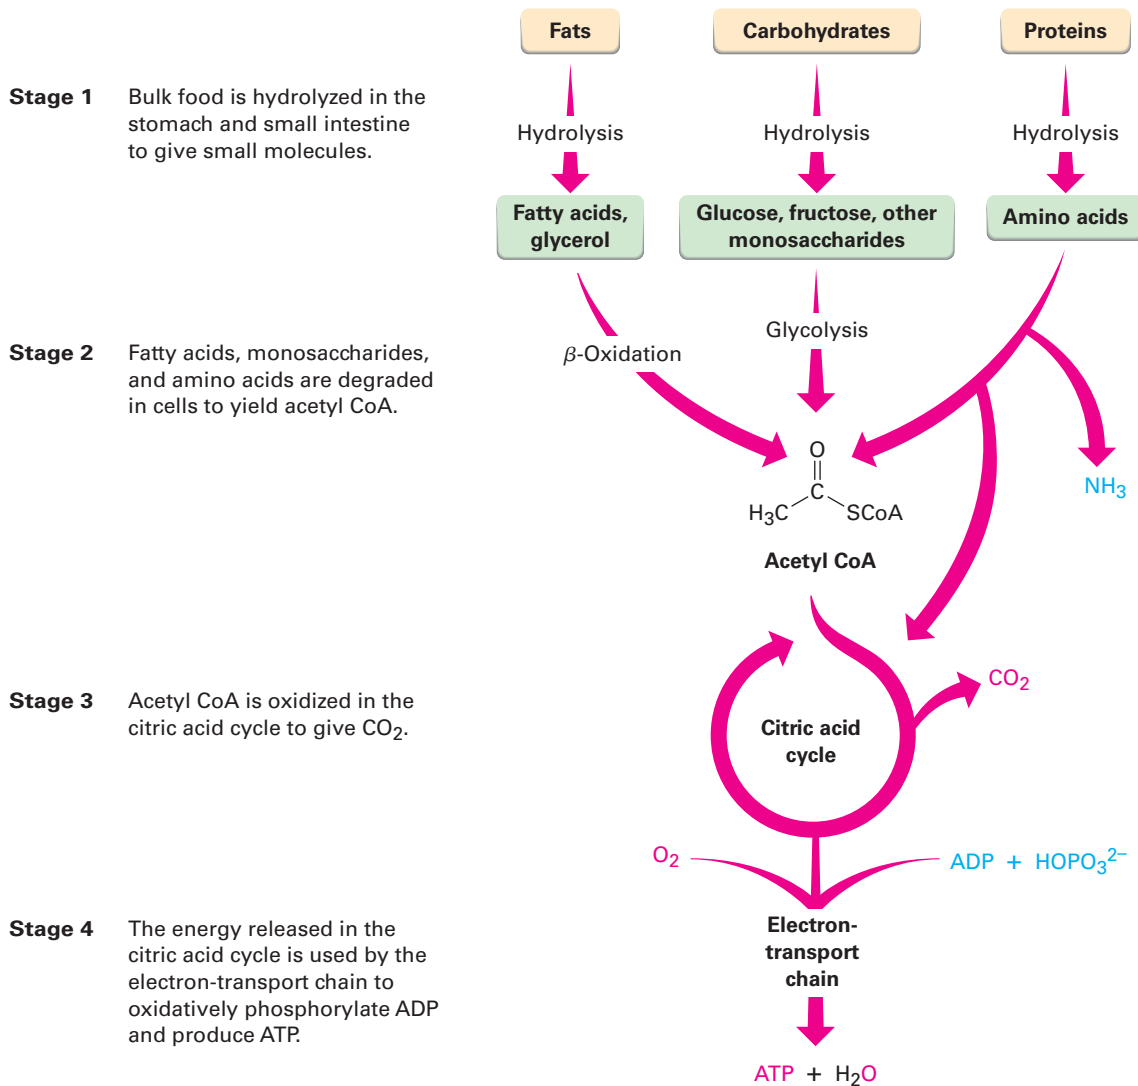 Fats
Carbohydrates
Proteins
Stage 1
Bulk food is hydrolyzed in the
stomach and small intestine
to give small molecules.
Hydrolysis
Hydrolysis
Hydrolysis
Fatty acids,
glycerol
Glucose, fructose, other
monosaccharides
Amino acids
Stage 2
Fatty acids, monosaccharides,
and amino acids are degraded
in cells to yield acetyl CoA.
β-Oxidation
Glycolysis
O
C
H₃C
SCoA
NH₃
Acetyl CoA
Stage 3
Acetyl CoA is oxidized in the
citric acid cycle to give CO₂.
CO₂
Citric acid
cycle
O₂
ADP + HOPO₃²⁻
Stage 4
The energy released in the
citric acid cycle is used by the
electron-transport chain to
oxidatively phosphorylate ADP
and produce ATP.
Electron-
transport
chain
ATP + H₂O